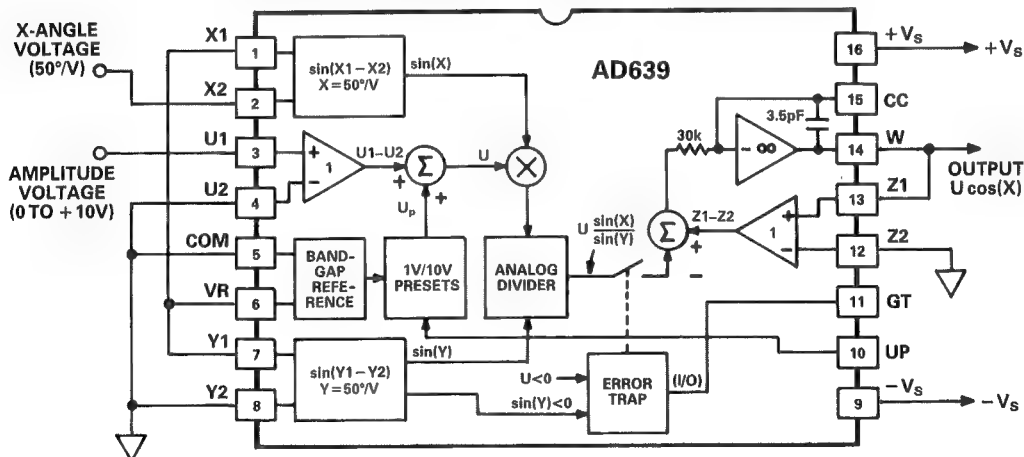 X-ANGLE
VOLTAGE
(50°/V)
AMPLITUDE
VOLTAGE
(0 TO +10V)
X1
1
X2
2
U1
3
U2
4
COM
5
VR
6
Y1
7
Y2
8
sin(X1–X2)
X=50°/V
sin(X)
+
–
1
U1–U2
Σ
+
+
U
×
Up
BAND-
GAP
REFE-
RENCE
1V/10V
PRESETS
ANALOG
DIVIDER
sin(Y1–Y2)
Y=50°/V
sin(Y)
sin(Y)<0
U<0
ERROR
TRAP
(I/O)
U sin(X)/sin(Y)
AD639
30k
3.5pF
– ∞
Σ
+
–
Z1–Z2
1
+
–
16
+VS
+VS
15
CC
14
W
OUTPUT
U cos(X)
13
Z1
12
Z2
11
GT
10
UP
9
–VS
–VS